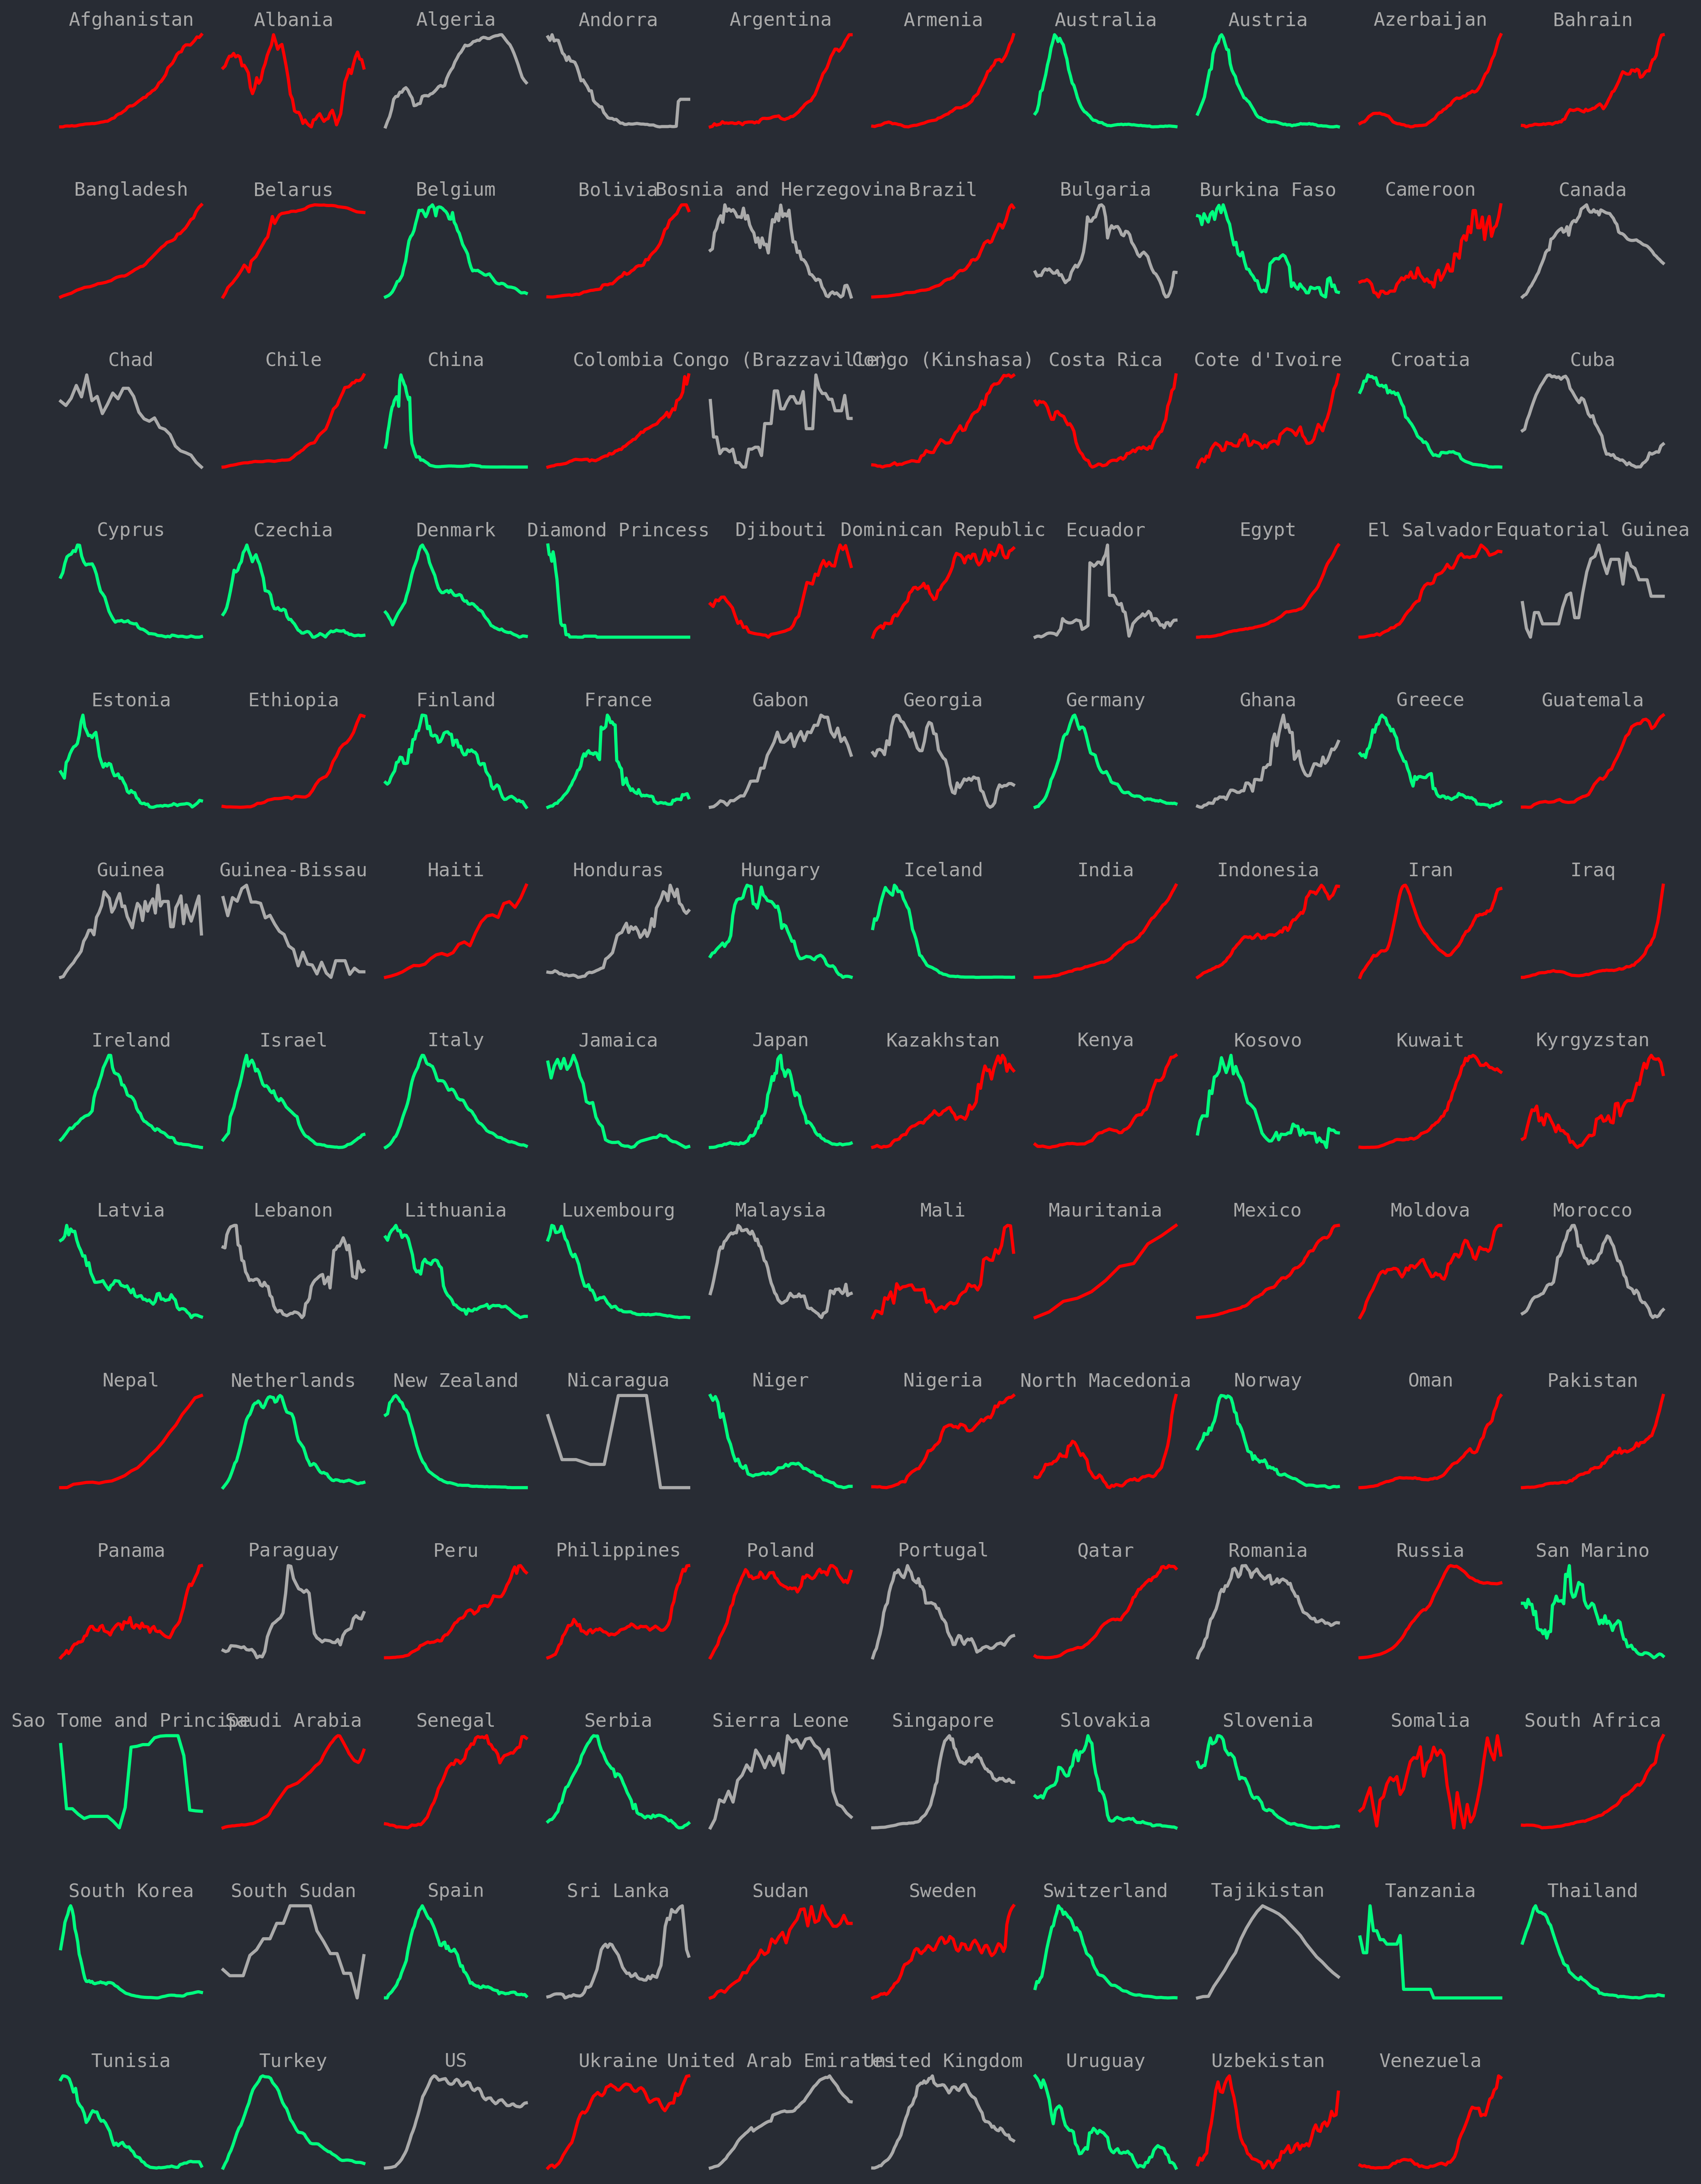 Afghanistan Albania Algeria Andorra Argentina Armenia Australia Austria Azerbaijan Bahrain
Bangladesh Belarus Belgium Bolivia Bosnia and Herzegovina Brazil Bulgaria Burkina Faso Cameroon Canada
Chad Chile China Colombia Congo (Brazzaville) Congo (Kinshasa) Costa Rica Cote d'Ivoire Croatia Cuba
Cyprus Czechia Denmark Diamond Princess Djibouti Dominican Republic Ecuador Egypt El Salvador Equatorial Guinea
Estonia Ethiopia Finland France Gabon Georgia Germany Ghana Greece Guatemala
Guinea Guinea-Bissau Haiti Honduras Hungary Iceland India Indonesia Iran Iraq
Ireland Israel Italy Jamaica Japan Kazakhstan Kenya Kosovo Kuwait Kyrgyzstan
Latvia Lebanon Lithuania Luxembourg Malaysia Mali Mauritania Mexico Moldova Morocco
Nepal Netherlands New Zealand Nicaragua Niger Nigeria North Macedonia Norway Oman Pakistan
Panama Paraguay Peru Philippines Poland Portugal Qatar Romania Russia San Marino
Sao Tome and Principe Saudi Arabia Senegal Serbia Sierra Leone Singapore Slovakia Slovenia Somalia South Africa
South Korea South Sudan Spain Sri Lanka Sudan Sweden Switzerland Tajikistan Tanzania Thailand
Tunisia Turkey US Ukraine United Arab Emirates United Kingdom Uruguay Uzbekistan Venezuela